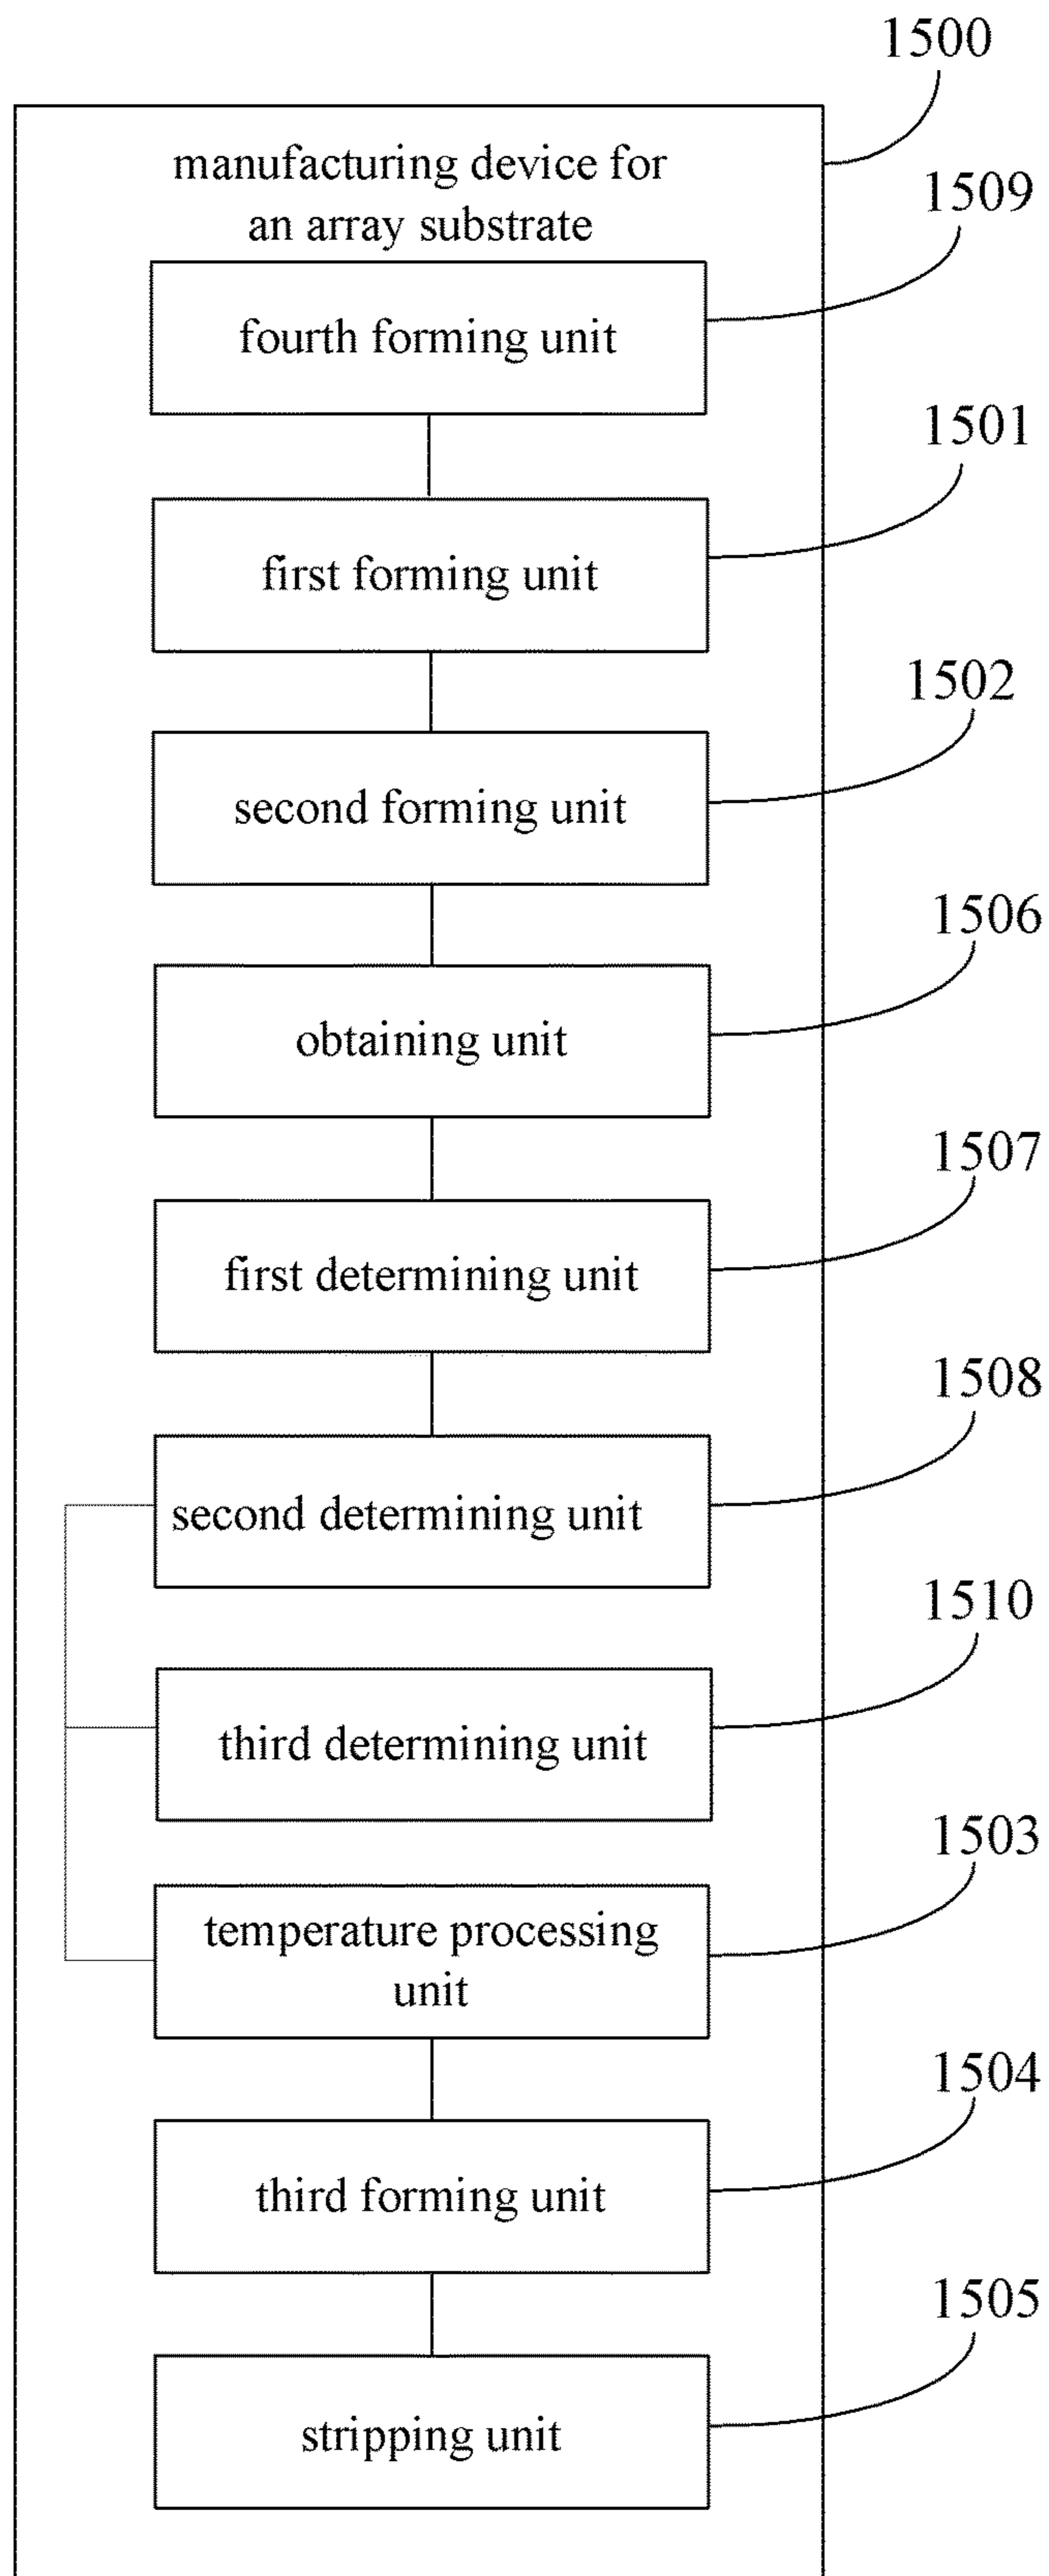 1500
manufacturing device for
an array substrate
1509
fourth forming unit
1501
first forming unit
1502
second forming unit
1506
obtaining unit
1507
first determining unit
1508
second determining unit
1510
third determining unit
1503
temperature processing
unit
1504
third forming unit
1505
stripping unit